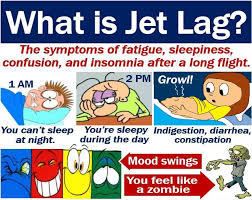 What is Jet Lag?
The symptoms of fatigue, sleepiness,
confusion, and insomnia after a long flight.
1 AM
2 PM
Growl!
You can't sleep
at night.
You're sleepy
during the day
Indigestion, diarrhea,
constipation
Mood swings
You feel like
a zombie